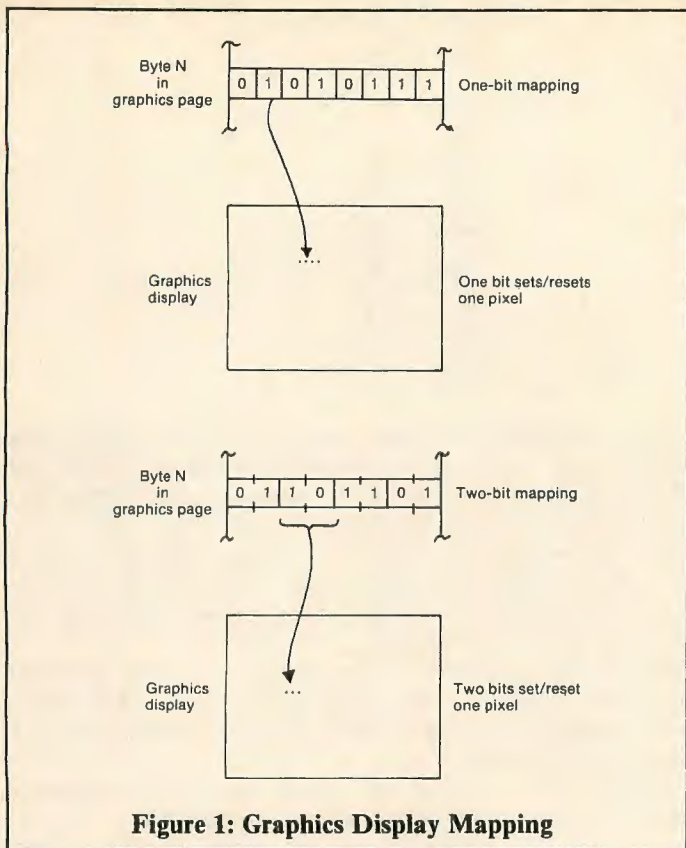 Byte N
in
graphics page
0 1 0 1 0 1 1 1
One-bit mapping
....
Graphics
display
One bit sets/resets
one pixel
Byte N
in
graphics page
0 1 1 0 1 1 0 1
Two-bit mapping
...
Graphics
display
Two bits set/reset
one pixel
Figure 1: Graphics Display Mapping